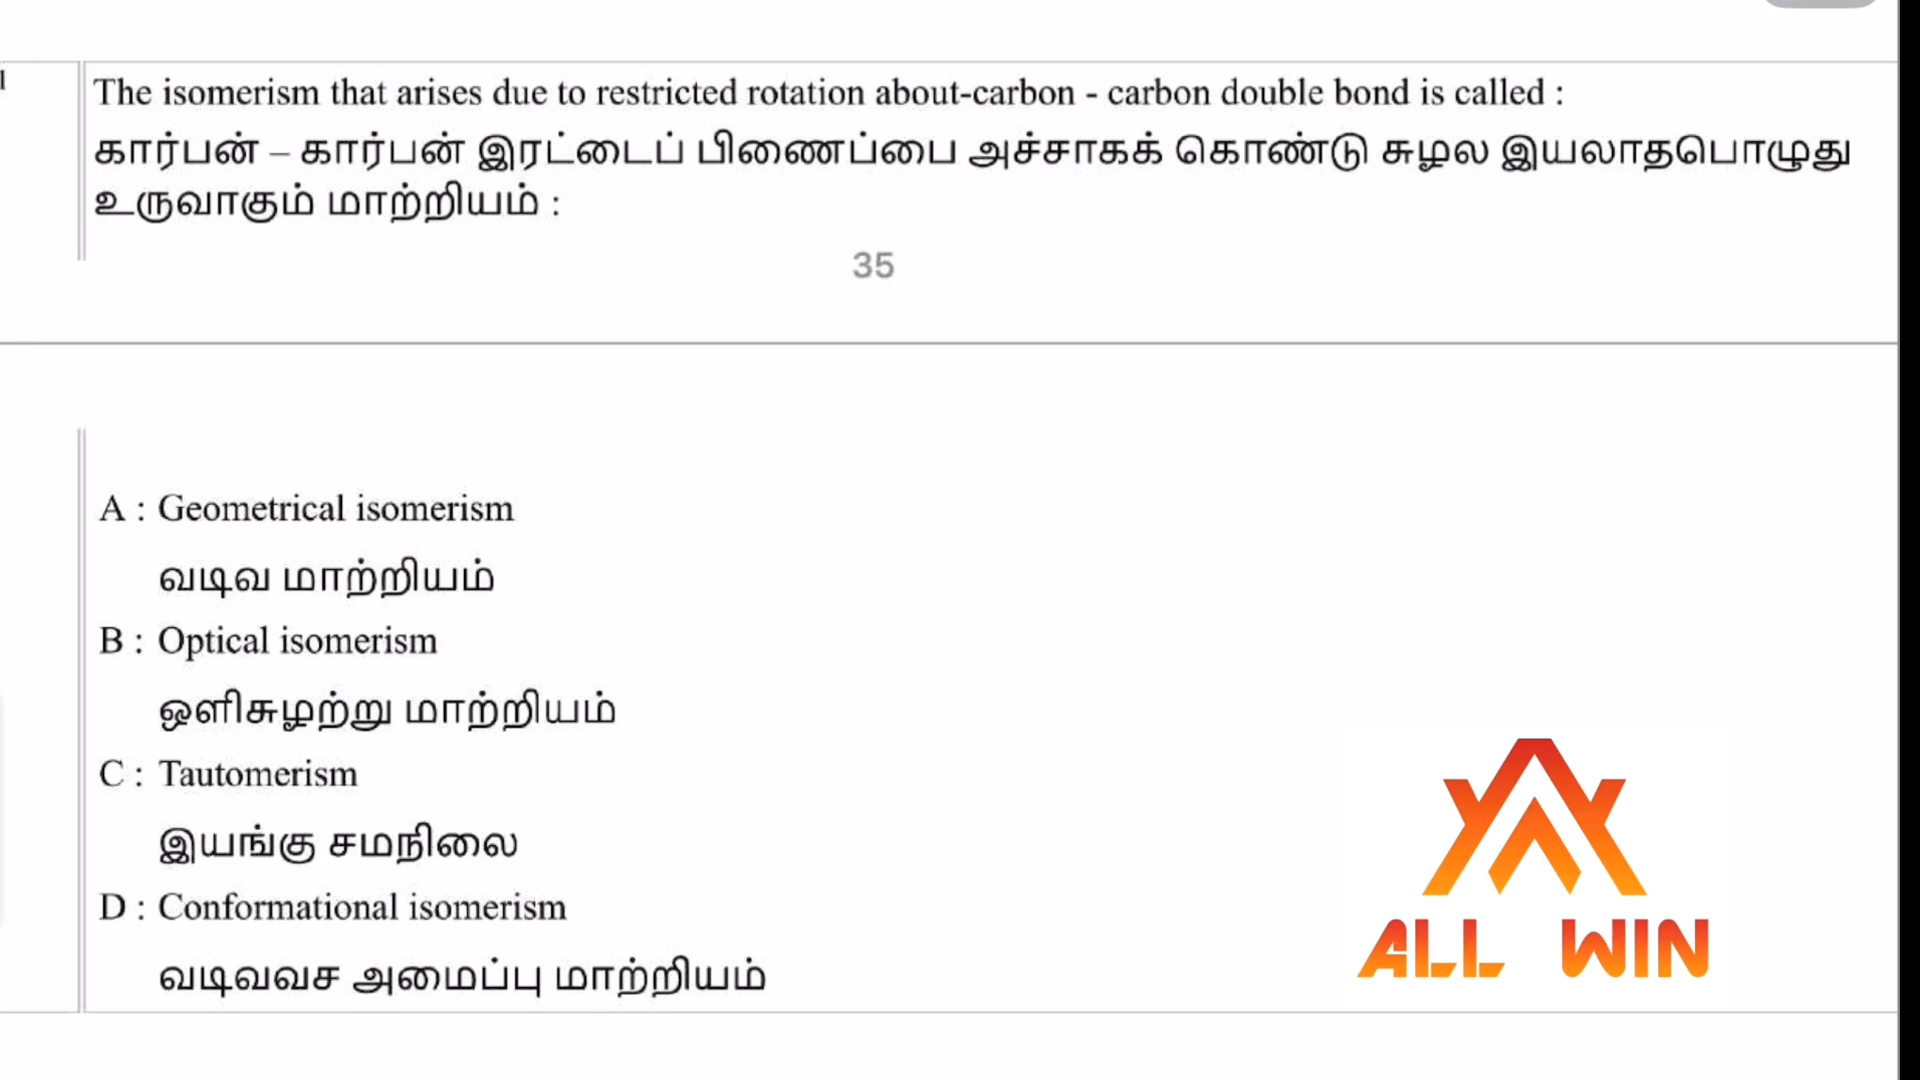 The isomerism that arises due to restricted rotation about-carbon - carbon double bond is called :
கார்பன் – கார்பன் இரட்டைப் பிணைப்பை அச்சாகக் கொண்டு சுழல இயலாதபொழுது
உருவாகும் மாற்றியம் :
35
A : Geometrical isomerism
வடிவ மாற்றியம்
B : Optical isomerism
ஒளிசுழற்று மாற்றியம்
C : Tautomerism
இயங்கு சமநிலை
D : Conformational isomerism
வடிவவச அமைப்பு மாற்றியம்
ALL WIN